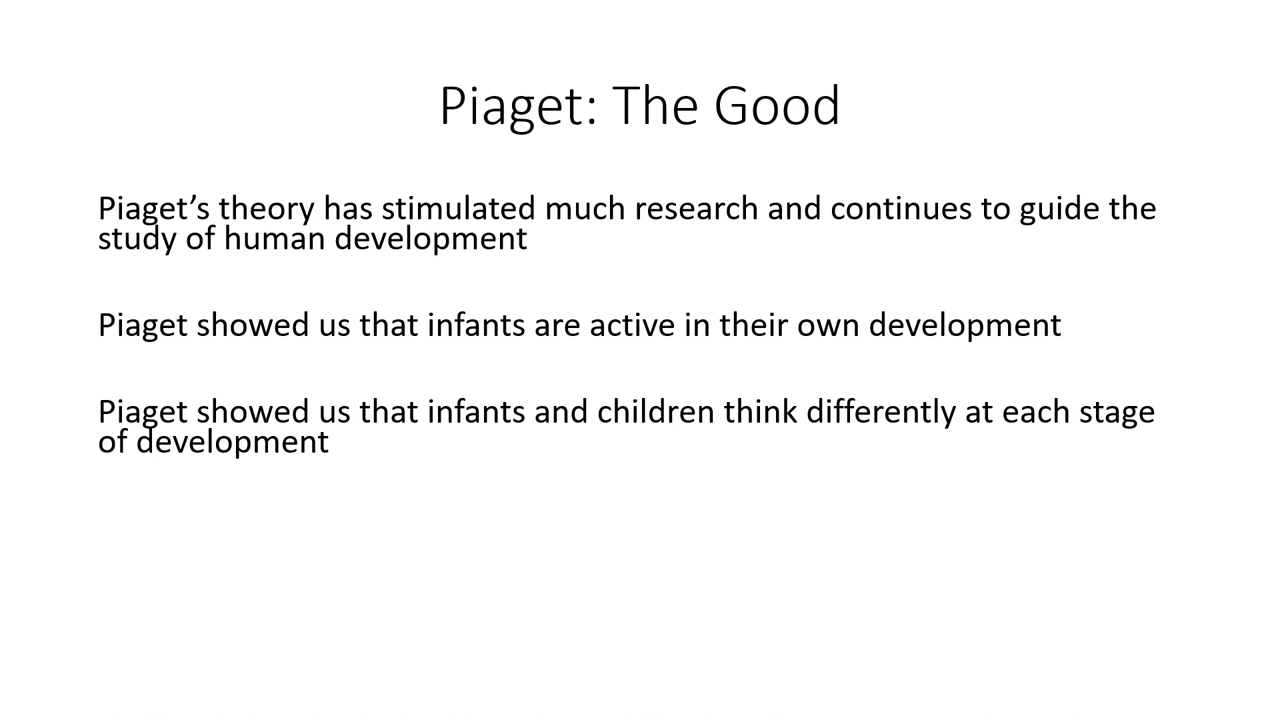 Piaget: The Good
Piaget’s theory has stimulated much research and continues to guide the
study of human development
Piaget showed us that infants are active in their own development
Piaget showed us that infants and children think differently at each stage
of development